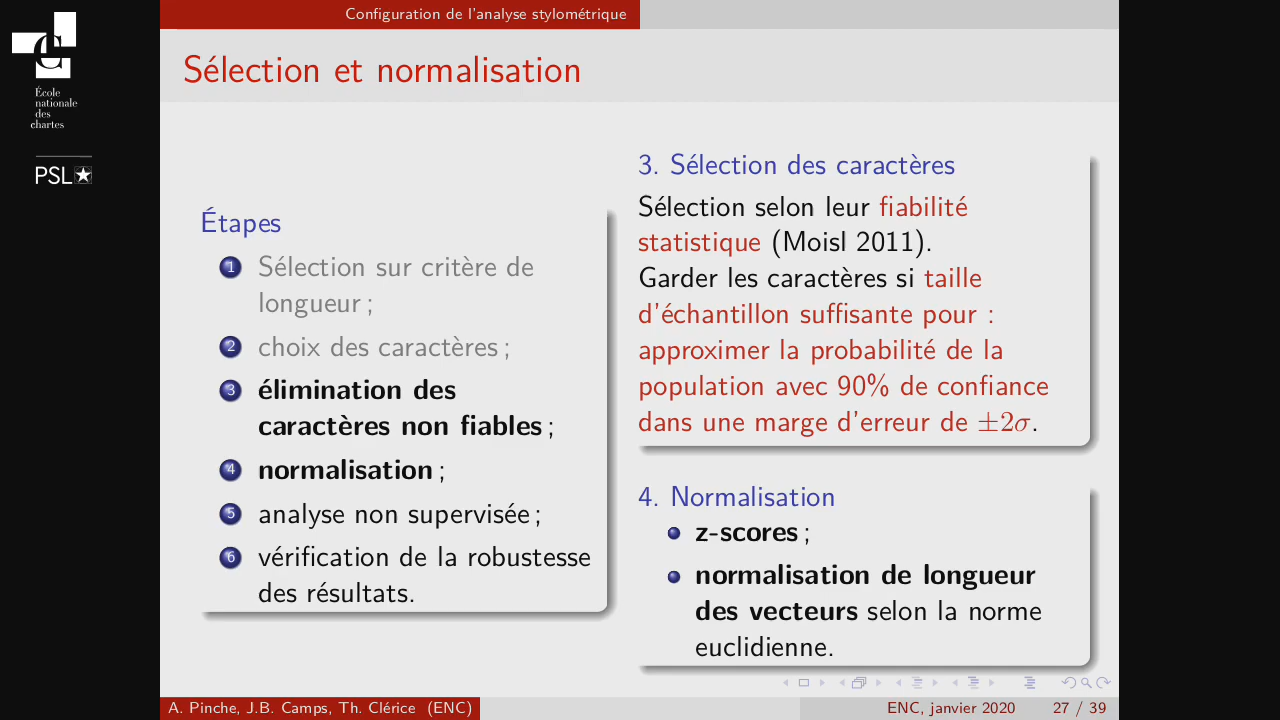 École
nationale
des
chartes
PSL
Configuration de l'analyse stylométrique
Sélection et normalisation
Étapes
1 Sélection sur critère de
longueur ;
2 choix des caractères ;
3 élimination des
caractères non fiables ;
4 normalisation ;
5 analyse non supervisée ;
6 vérification de la robustesse
des résultats.
3. Sélection des caractères
Sélection selon leur fiabilité
statistique (Moisl 2011).
Garder les caractères si taille
d'échantillon suffisante pour :
approximer la probabilité de la
population avec 90% de confiance
dans une marge d'erreur de ±2σ.
4. Normalisation
z-scores ;
normalisation de longueur
des vecteurs selon la norme
euclidienne.
A. Pinche, J.B. Camps, Th. Clérice (ENC)
ENC, janvier 2020
27 / 39